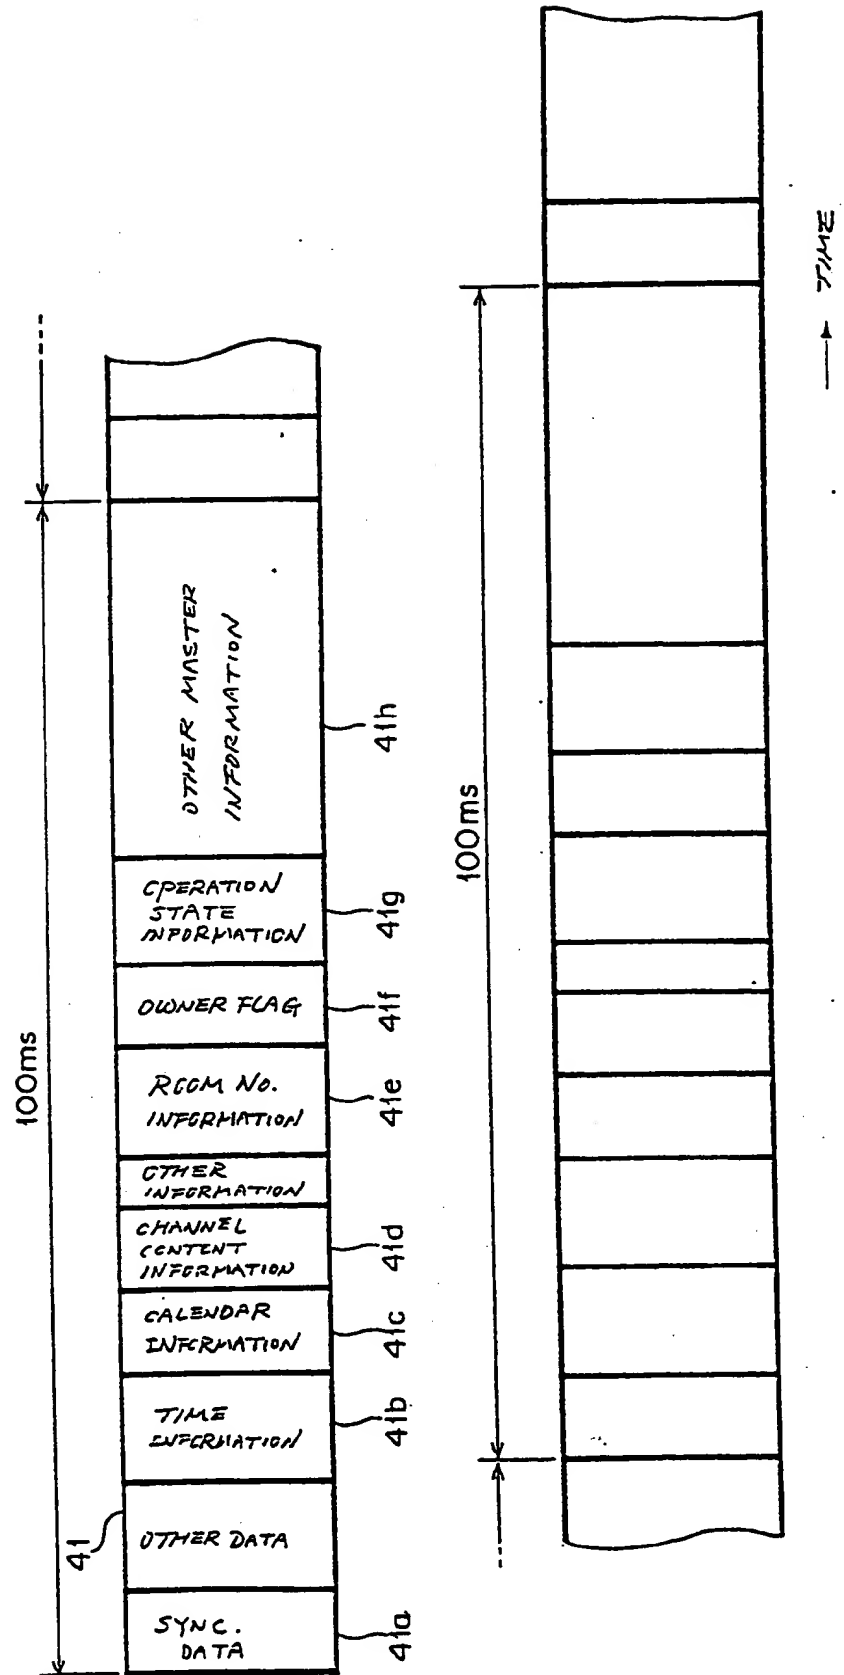 100ms
41
SYNC.
DATA
OTHER DATA
TIME
INFORMATION
CALENDAR
INFORMATION
CHANNEL
CONTENT
INFORMATION
OTHER
INFORMATION
ROOM NO.
INFORMATION
OWNER FLAG
OPERATION
STATE
INFORMATION
OTHER MASTER
INFORMATION
41a
41b
41c
41d
41e
41f
41g
41h
100ms
TIME